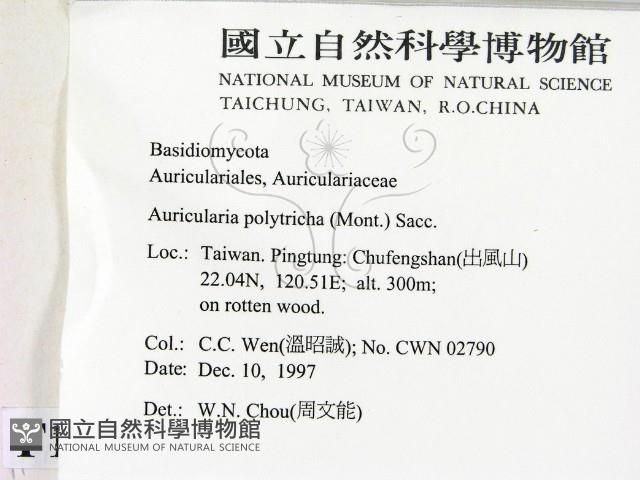 國立自然科學博物館
NATIONAL MUSEUM OF NATURAL SCIENCE
TAICHUNG, TAIWAN, R.O.CHINA
Basidiomycota
Auriculariales, Auriculariaceae
Auricularia polytricha (Mont.) Sacc.
Loc.: Taiwan. Pingtung: Chufengshan(出風山)
22.04N, 120.51E; alt. 300m;
on rotten wood.
Col.: C.C. Wen(溫昭誠); No. CWN 02790
Date: Dec. 10, 1997
Det.: W.N. Chou(周文能)
國立自然科學博物館
NATIONAL MUSEUM OF NATURAL SCIENCE